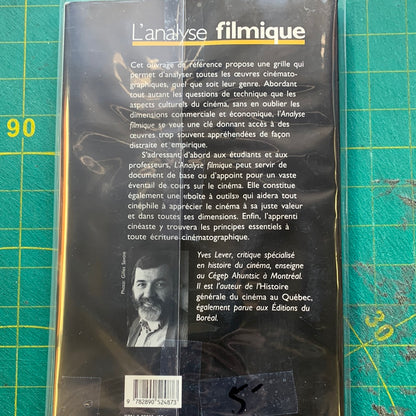 L'analyse filmique
Cet ouvrage de référence propose une grille qui
permet d'analyser toutes les œuvres cinémato-
graphiques, quel que soit leur genre. Abordant
tout autant les questions de technique que les
aspects culturels du cinéma, sans en oublier les
dimensions commerciale et économique, l'Analyse
filmique se veut une clé donnant accès à des
œuvres trop souvent appréhendées de façon
distraite et empirique.
S'adressant d'abord aux étudiants et aux
professeurs, L'Analyse filmique peut servir de
document de base ou d'appoint pour un vaste
éventail de cours sur le cinéma. Elle constitue
également une «boîte à outils» qui aidera tout
cinéphile à apprécier le cinéma à sa juste valeur
et dans toutes ses dimensions. Enfin, l'apprenti
cinéaste y trouvera les principes essentiels à
toute écriture cinématographique.
Photo: Gilles Savoie
Yves Lever, critique spécialisé
en histoire du cinéma, enseigne
au Cégep Ahuntsic à Montréal.
Il est l'auteur de l'Histoire
générale du cinéma au Québec,
également parue aux Éditions
du Boréal.
9 782890 524873
5-
90
30